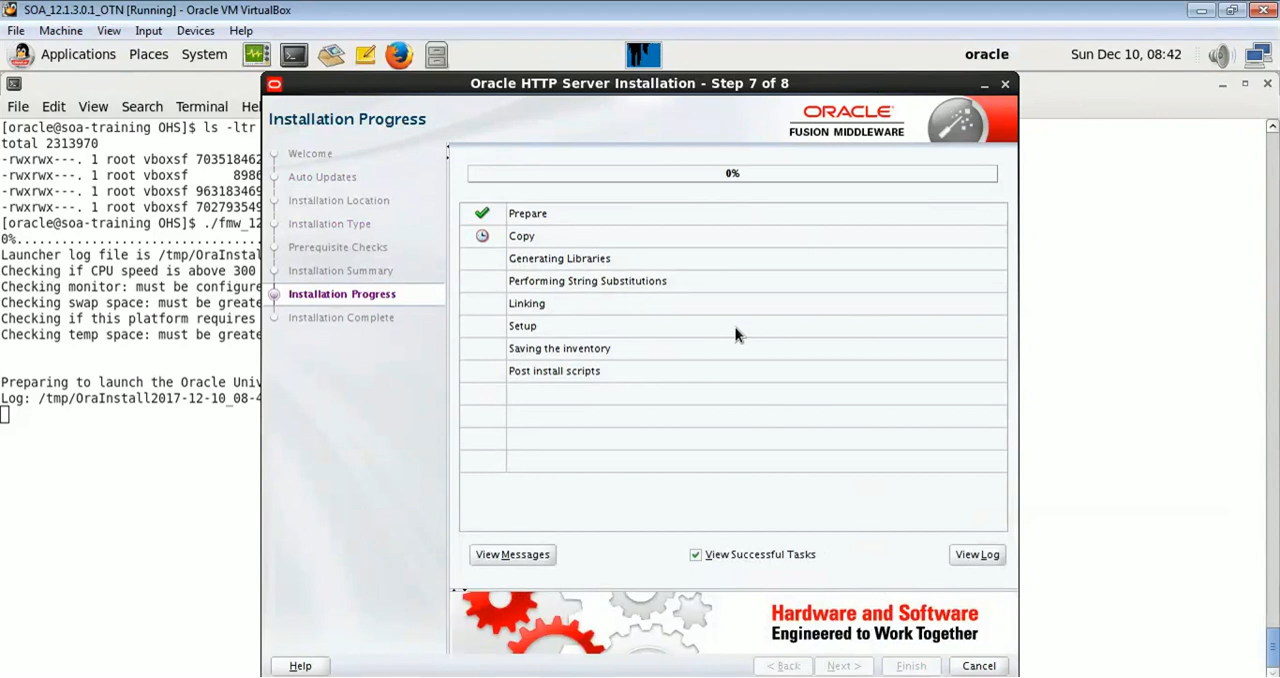 SOA_12.1.3.0.1_OTN [Running] - Oracle VM VirtualBox
File Machine View Input Devices Help
Applications Places System oracle Sun Dec 10, 08:42
Oracle HTTP Server Installation - Step 7 of 8
File Edit View Search Terminal Hel
[oracle@soa-training OHS]$ ls -ltr
total 2313970
-rwxrwx---. 1 root vboxsf 703518462
-rwxrwx---. 1 root vboxsf 8986
-rwxrwx---. 1 root vboxsf 963183469
-rwxrwx---. 1 root vboxsf 702793549
[oracle@soa-training OHS]$ ./fmw_12
0%......................................
Launcher log file is /tmp/OraInstal
Checking if CPU speed is above 300
Checking monitor: must be configure
Checking swap space: must be greate
Checking if this platform requires
Checking temp space: must be greate
Preparing to launch the Oracle Univ
Log: /tmp/OraInstall2017-12-10_08-4
Installation Progress
ORACLE
FUSION MIDDLEWARE
Welcome
Auto Updates
Installation Location
Installation Type
Prerequisite Checks
Installation Summary
Installation Progress
Installation Complete
0%
Prepare
Copy
Generating Libraries
Performing String Substitutions
Linking
Setup
Saving the inventory
Post install scripts
View Messages View Successful Tasks View Log
Hardware and Software
Engineered to Work Together
Help < Back Next > Finish Cancel